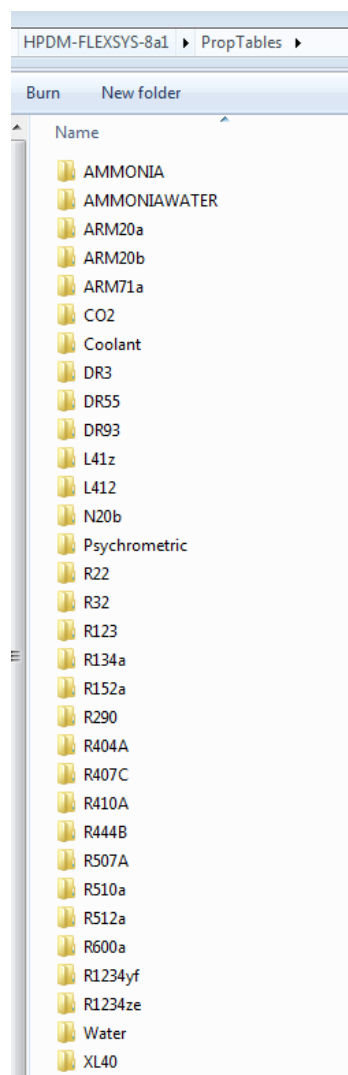 HPDM-FLEXSYS-8a1 ▸ PropTables ▸
Burn New folder
Name
AMMONIA
AMMONIAWATER
ARM20a
ARM20b
ARM71a
CO2
Coolant
DR3
DR55
DR93
L41z
L412
N20b
Psychrometric
R22
R32
R123
R134a
R152a
R290
R404A
R407C
R410A
R444B
R507A
R510a
R512a
R600a
R1234yf
R1234ze
Water
XL40